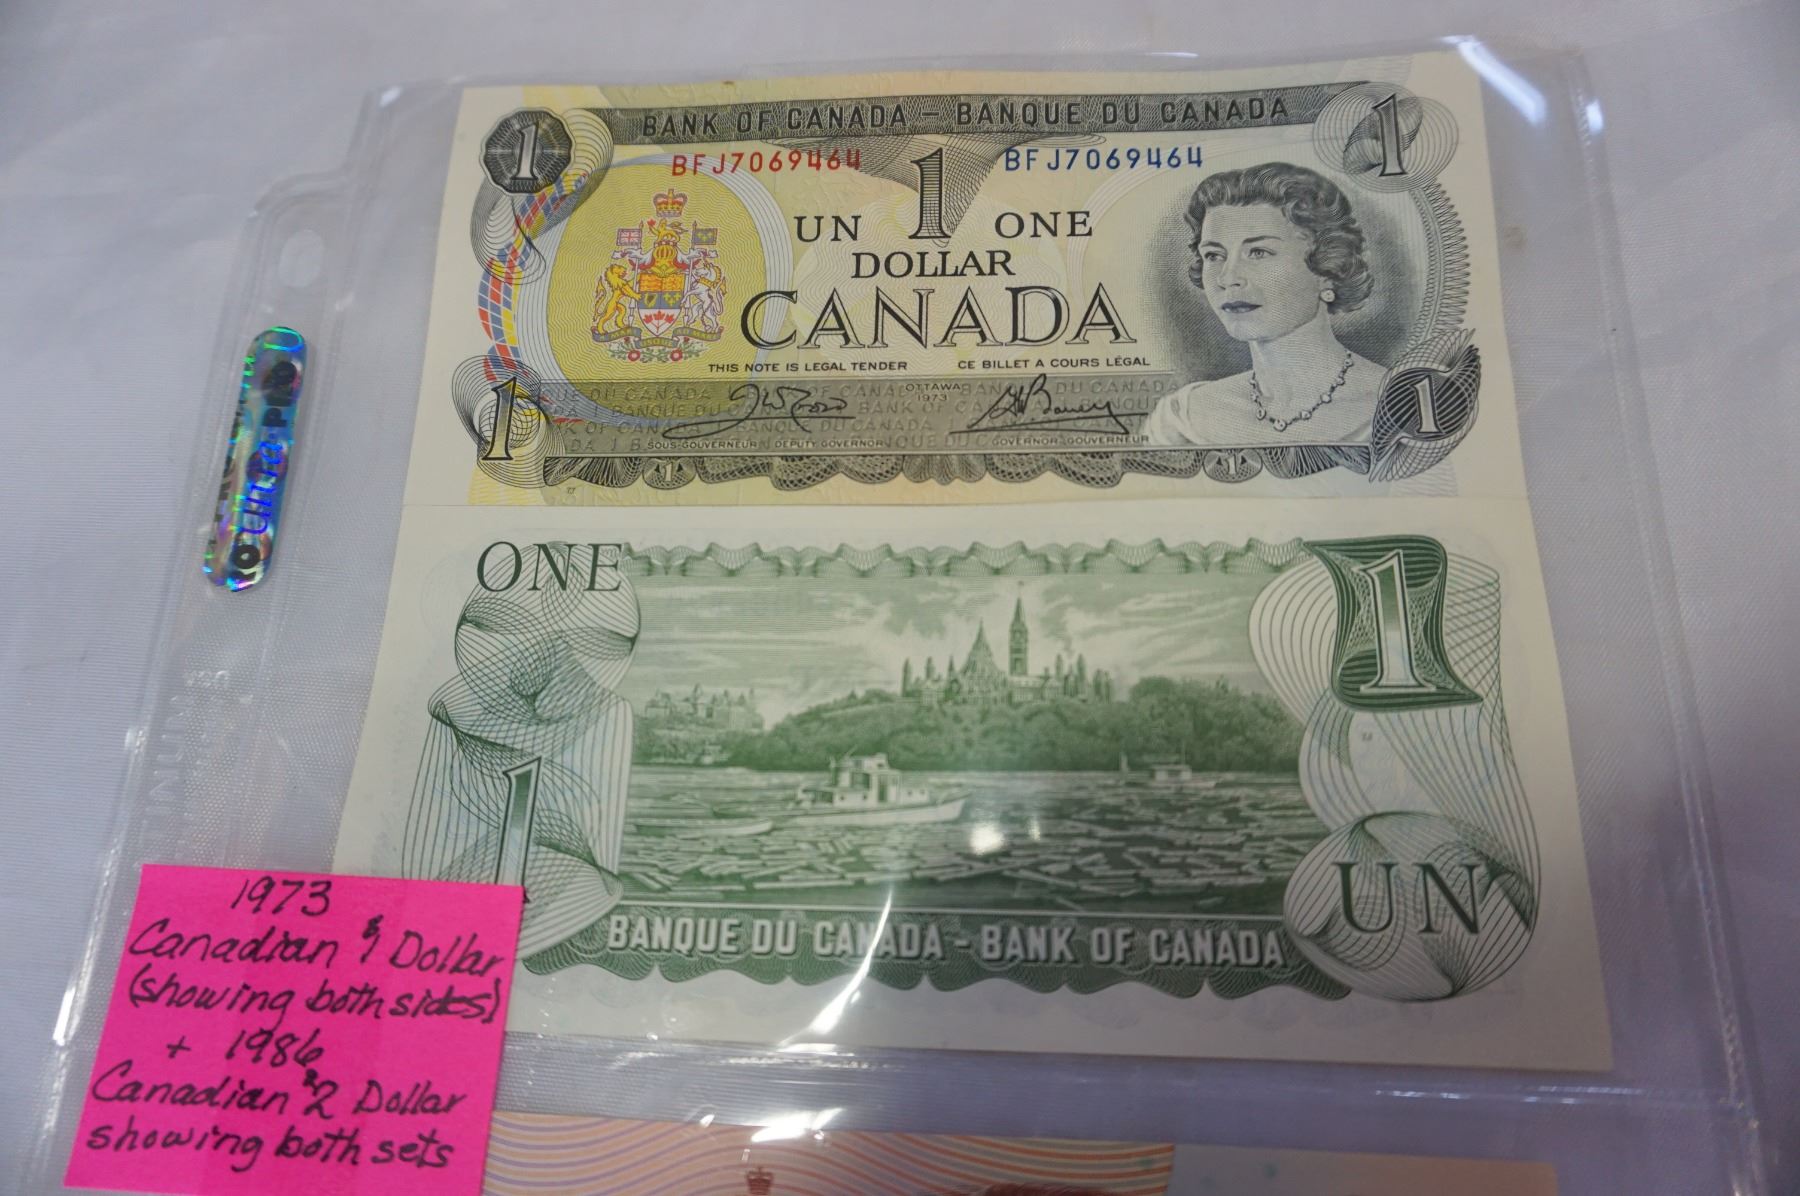 BANK OF CANADA – BANQUE DU CANADA
1 1
BFJ7069464 BFJ7069464
UN 1 ONE
DOLLAR
CANADA
THIS NOTE IS LEGAL TENDER CE BILLET A COURS LÉGAL
OTTAWA
1973
SOUS-GOUVERNEUR DEPUTY GOVERNOR GOVERNOR-GOUVERNEUR
1 1
1 1
ONE 1
1 UN
BANQUE DU CANADA – BANK OF CANADA
Ultra·PRO
1973
Canadian $1 Dollar
(showing both sides)
+ 1986
Canadian $2 Dollar
showing both sets